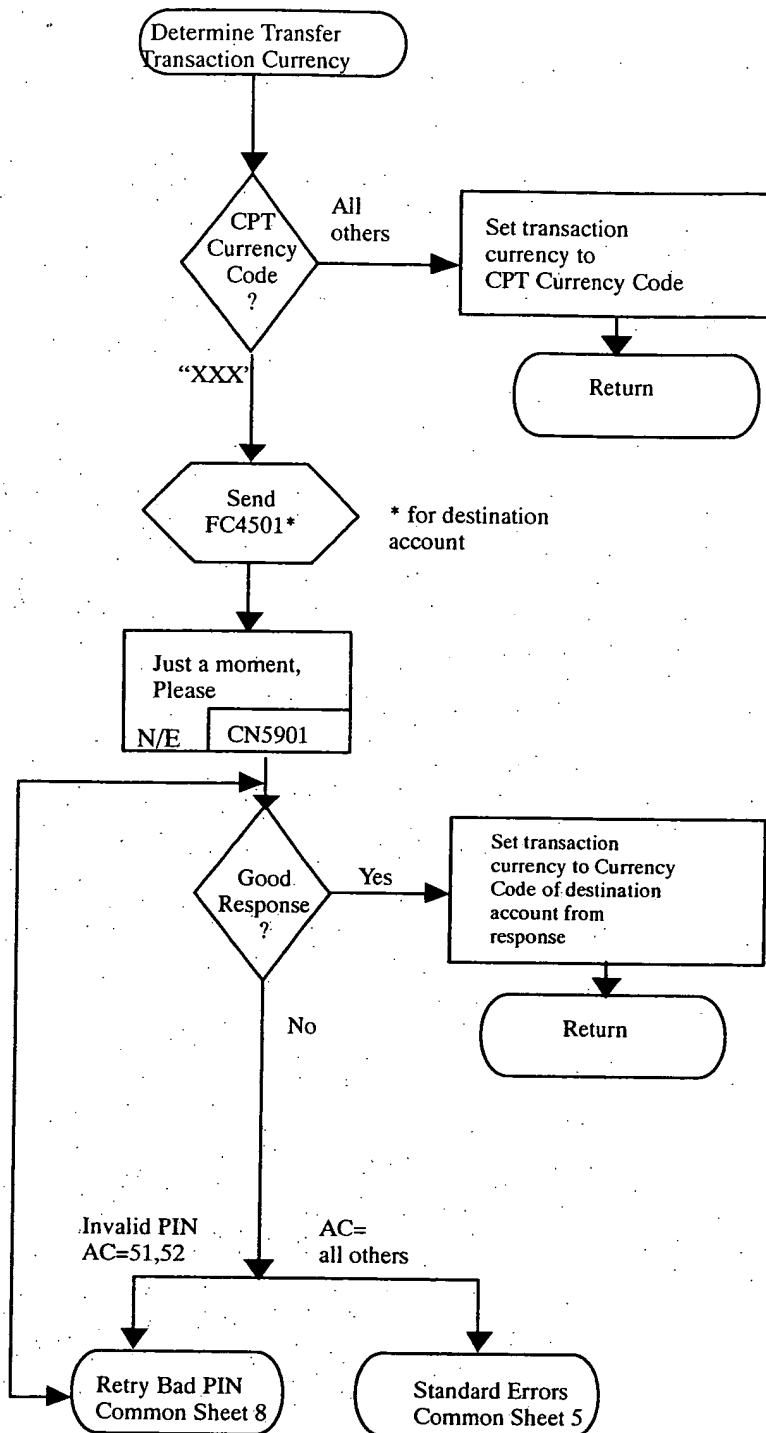 Determine Transfer
Transaction Currency
CPT
Currency
Code
?
All
others
Set transaction
currency to
CPT Currency Code
Return
“XXX’
Send
FC4501*
* for destination
account
Just a moment,
Please
N/E
CN5901
Good
Response
?
Yes
Set transaction
currency to Currency
Code of destination
account from
response
Return
No
Invalid PIN
AC=51,52
AC=
all others
Retry Bad PIN
Common Sheet 8
Standard Errors
Common Sheet 5